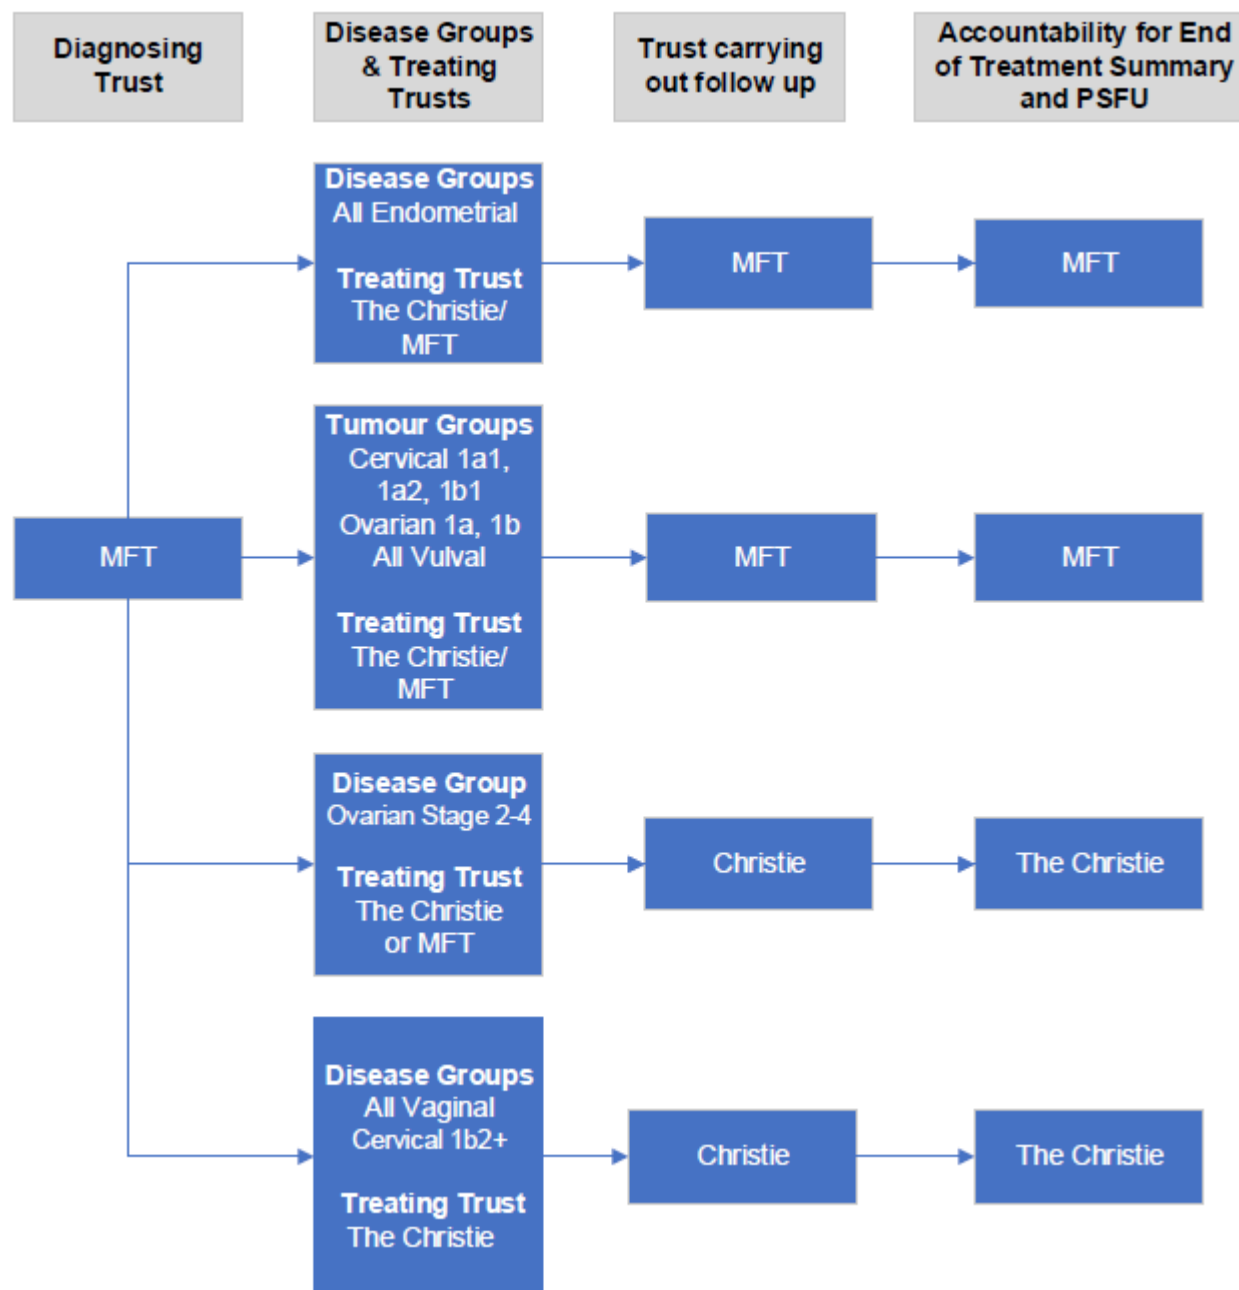 Diagnosing
Trust
Disease Groups
& Treating
Trusts
Trust carrying
out follow up
Accountability for End
of Treatment Summary
and PSFU
Disease Groups
All Endometrial
Treating Trust
The Christie/
MFT
MFT
MFT
MFT
Tumour Groups
Cervical 1a1,
1a2, 1b1
Ovarian 1a, 1b
All Vulval
Treating Trust
The Christie/
MFT
MFT
MFT
Disease Group
Ovarian Stage 2-4
Treating Trust
The Christie
or MFT
Christie
The Christie
Disease Groups
All Vaginal
Cervical 1b2+
Treating Trust
The Christie
Christie
The Christie